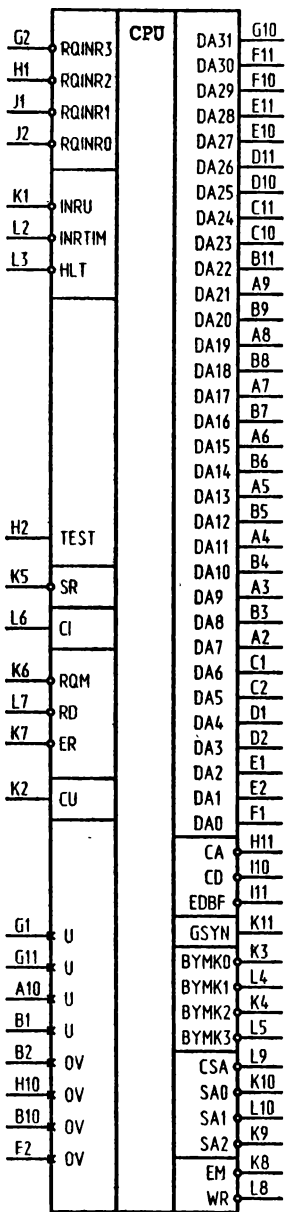 CPU
G2 RQINR3
H1 RQINR2
J1 RQINR1
J2 RQINR0
K1 INRU
L2 INRTIM
L3 HLT
H2 TEST
K5 SR
L6 CI
K6 RQM
L7 RD
K7 ER
K2 CU
G1 U
G11 U
A10 U
B1 U
B2 0V
H10 0V
B10 0V
F2 0V
DA31 G10
DA30 F11
DA29 F10
DA28 E11
DA27 E10
DA26 D11
DA25 D10
DA24 C11
DA23 C10
DA22 B11
DA21 A9
DA20 B9
DA19 A8
DA18 B8
DA17 A7
DA16 B7
DA15 A6
DA14 B6
DA13 A5
DA12 B5
DA11 A4
DA10 B4
DA9 A3
DA8 B3
DA7 A2
DA6 C1
DA5 C2
DA4 D1
DA3 D2
DA2 E1
DA1 E2
DA0 F1
CA H11
CD I10
EDBF I11
GSYN K11
BYMK0 K3
BYMK1 L4
BYMK2 K4
BYMK3 L5
CSA L9
SA0 K10
SA1 L10
SA2 K9
EM K8
WR L8